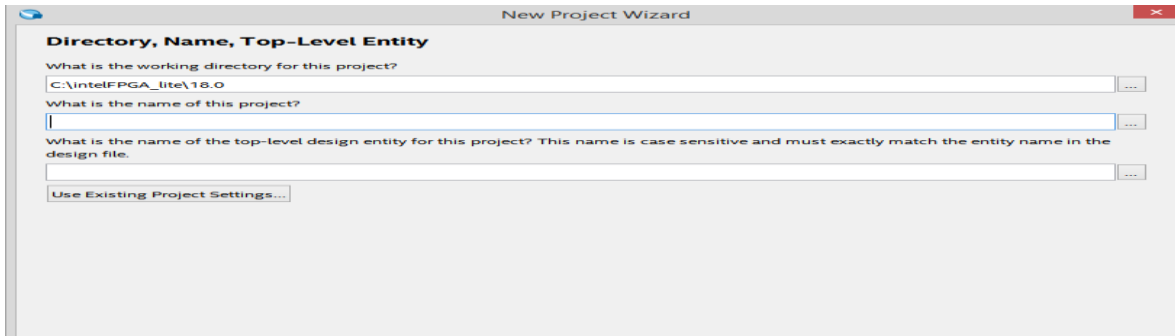 New Project Wizard
Directory, Name, Top-Level Entity
What is the working directory for this project?
C:\intelFPGA_lite\18.0
...
What is the name of this project?
...
What is the name of the top-level design entity for this project? This name is case sensitive and must exactly match the entity name in the
design file.
...
Use Existing Project Settings...